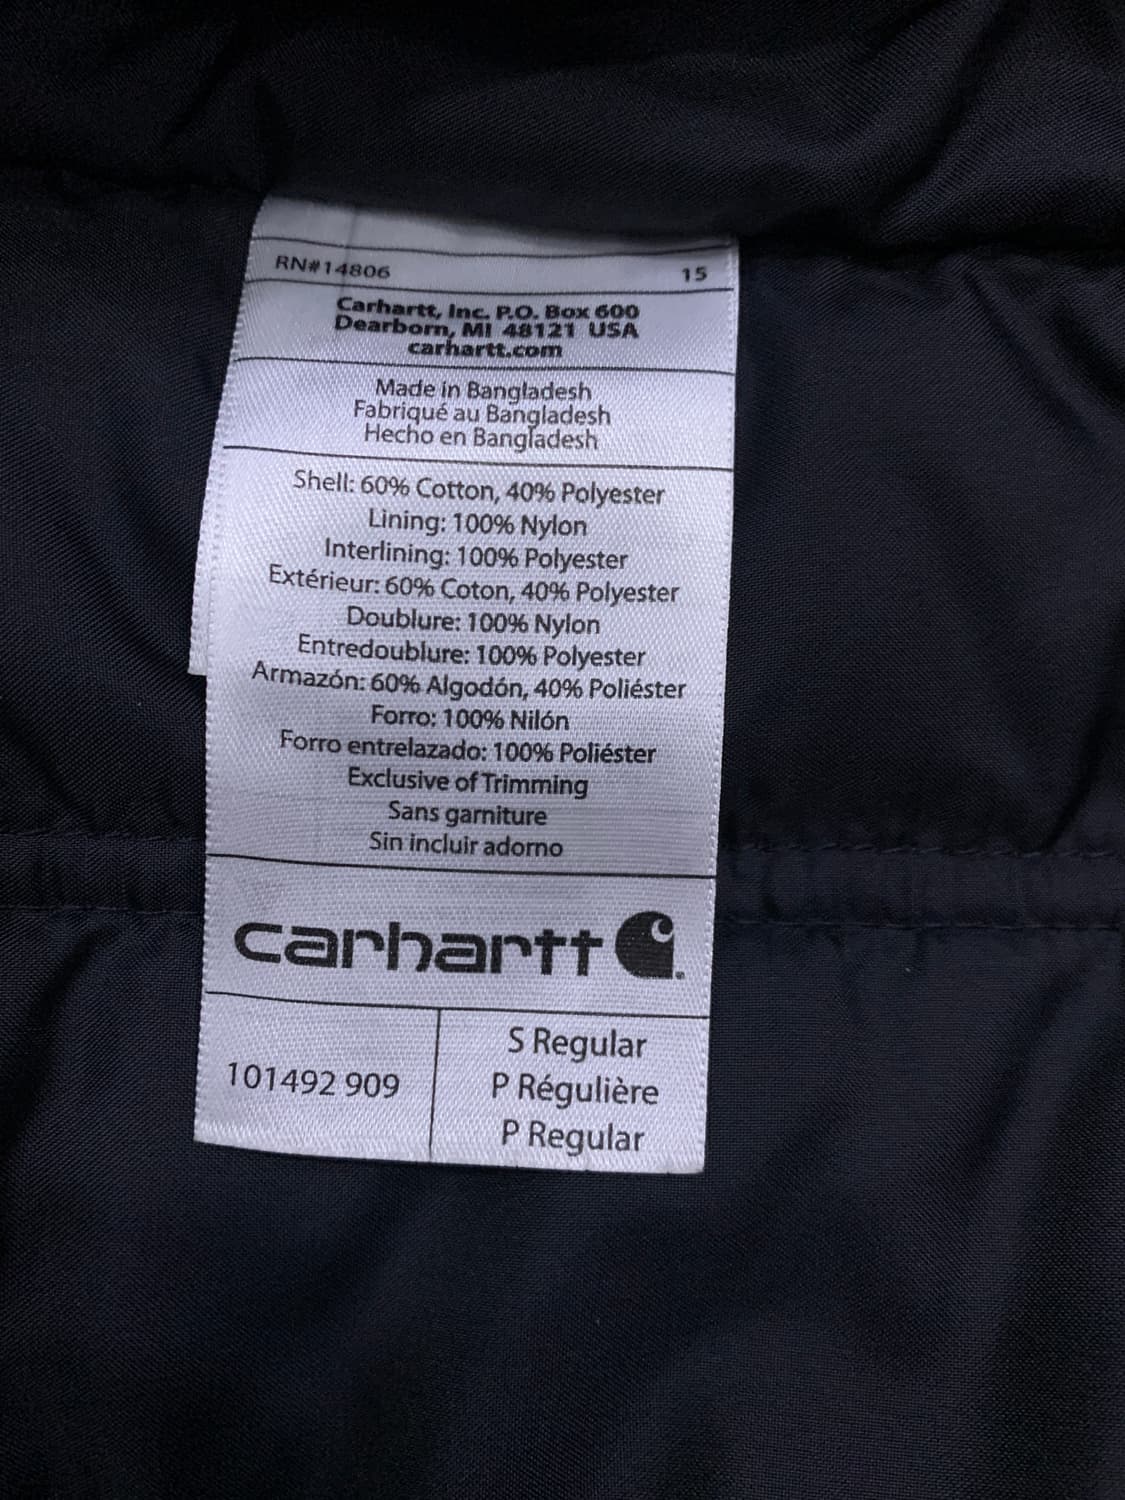 RN#14806 15
Carhartt, Inc. P.O. Box 600
Dearborn, MI 48121 USA
carhartt.com
Made in Bangladesh
Fabriqué au Bangladesh
Hecho en Bangladesh
Shell: 60% Cotton, 40% Polyester
Lining: 100% Nylon
Interlining: 100% Polyester
Extérieur: 60% Coton, 40% Polyester
Doublure: 100% Nylon
Entredoublure: 100% Polyester
Armazón: 60% Algodón, 40% Poliéster
Forro: 100% Nilón
Forro entrelazado: 100% Poliéster
Exclusive of Trimming
Sans garniture
Sin incluir adorno
carhartt
101492 909
S Regular
P Régulière
P Regular